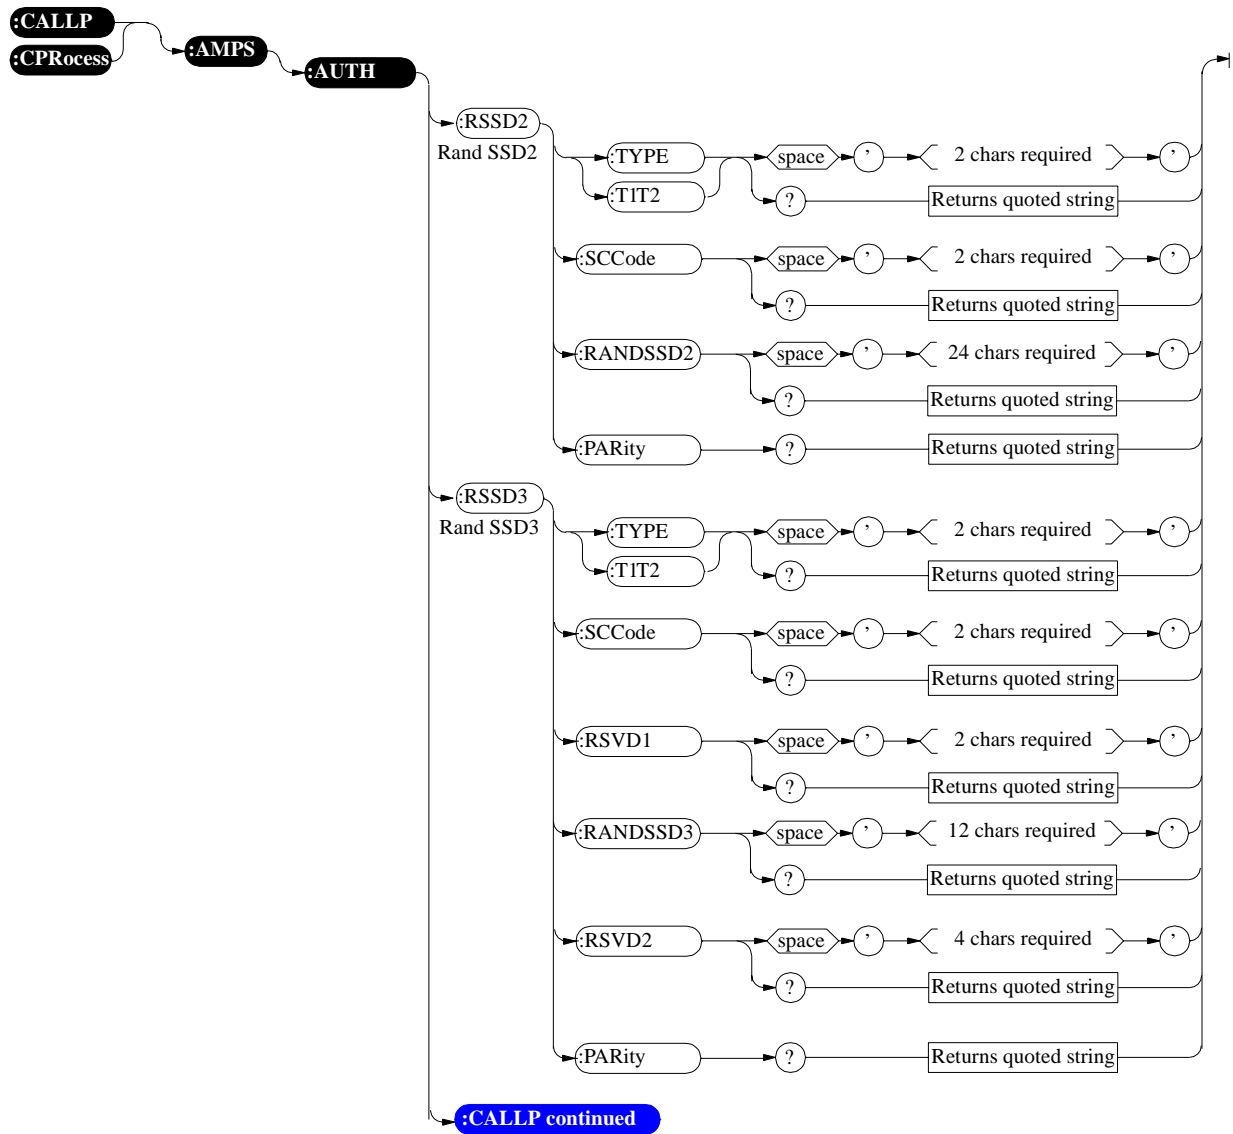 :CALLP
:CPRocess
:AMPS
:AUTH
:RSSD2
Rand SSD2
:TYPE space ' 2 chars required '
:T1T2 ? Returns quoted string
:SCCode space ' 2 chars required '
? Returns quoted string
:RANDSSD2 space ' 24 chars required '
? Returns quoted string
:PARity ? Returns quoted string
:RSSD3
Rand SSD3
:TYPE space ' 2 chars required '
:T1T2 ? Returns quoted string
:SCCode space ' 2 chars required '
? Returns quoted string
:RSVD1 space ' 2 chars required '
? Returns quoted string
:RANDSSD3 space ' 12 chars required '
? Returns quoted string
:RSVD2 space ' 4 chars required '
? Returns quoted string
:PARity ? Returns quoted string
:CALLP continued